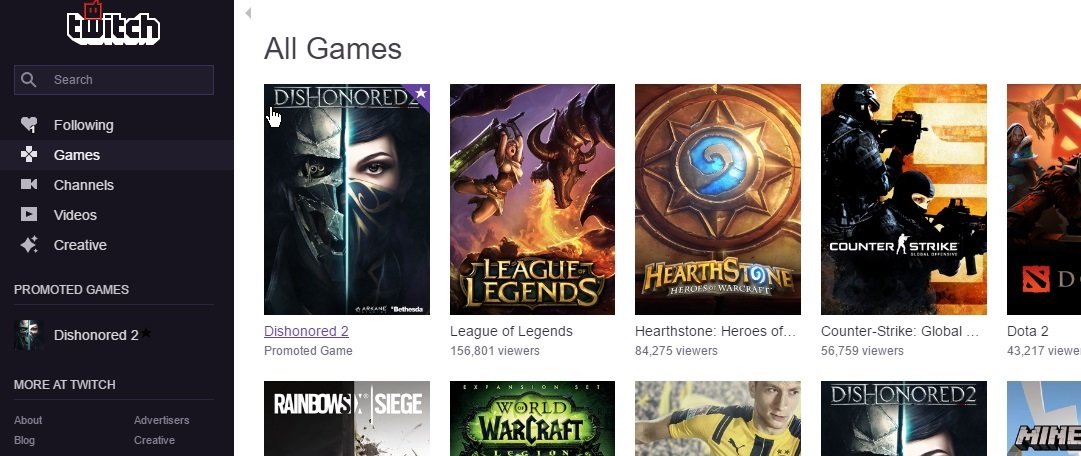 twitch
Search
Following
Games
Channels
Videos
Creative
PROMOTED GAMES
Dishonored 2
MORE AT TWITCH
About
Advertisers
Blog
Creative
All Games
DISHONORED 2
ARKANE Bethesda
LEAGUE OF LEGENDS
HEARTHSTONE
HEROES OF WARCRAFT
COUNTER STRIKE
GLOBAL OFFENSIVE
D
Dishonored 2
Promoted Game
League of Legends
156,801 viewers
Hearthstone: Heroes of…
84,275 viewers
Counter-Strike: Global …
56,759 viewers
Dota 2
43,217 viewers
RAINBOW SIX SIEGE
EXPANSION SET
WORLD OF WARCRAFT
LEGION
DISHONORED 2
MINE